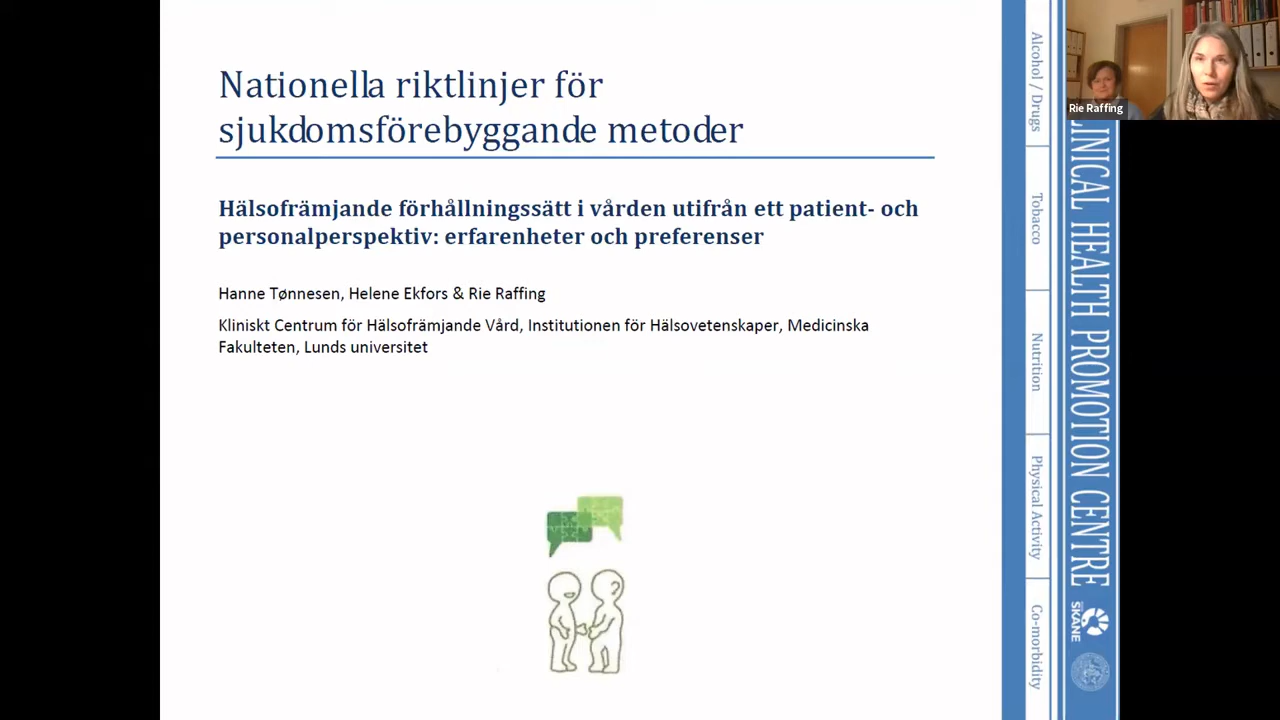 Nationella riktlinjer för
sjukdomsförebyggande metoder
Hälsofrämjande förhållningssätt i vården utifrån ett patient- och
personalperspektiv: erfarenheter och preferenser
Hanne Tønnesen, Helene Ekfors & Rie Raffing
Kliniskt Centrum för Hälsofrämjande Vård, Institutionen för Hälsovetenskaper, Medicinska
Fakulteten, Lunds universitet
Alcohol / Drugs
Tobacco
Nutrition
Physical Activity
Co-morbidity
LINICAL HEALTH PROMOTION CENTRE
SKÅNE
Rie Raffing